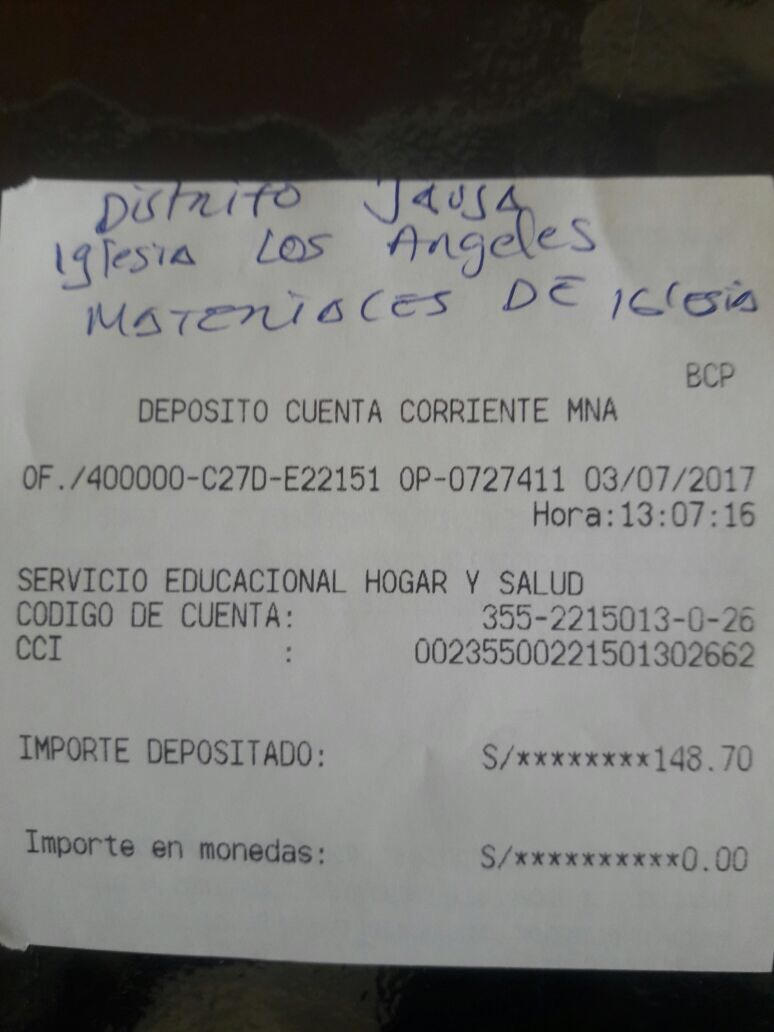 Distrito Jauja
Iglesia Los Angeles
Materiales DE Iglesia
BCP
DEPOSITO CUENTA CORRIENTE MNA
OF./400000-C27D-E22151 OP-0727411 03/07/2017
Hora:13:07:16
SERVICIO EDUCACIONAL HOGAR Y SALUD
CODIGO DE CUENTA: 355-2215013-0-26
CCI : 00235500221501302662
IMPORTE DEPOSITADO: S/********148.70
Importe en monedas: S/**********0.00